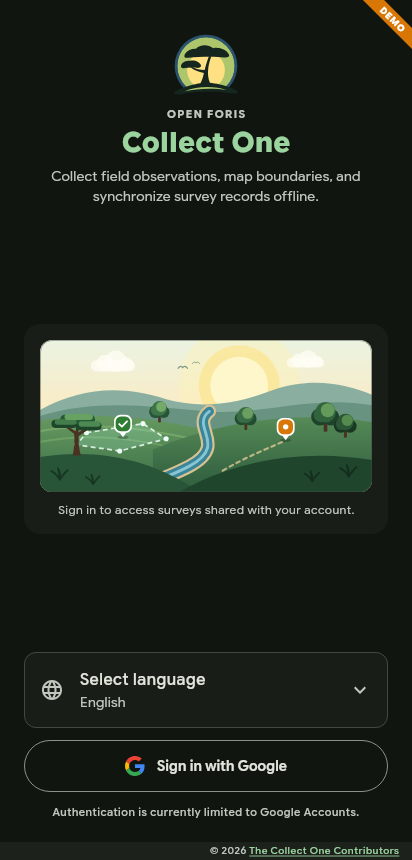 DEMO
OPEN FORIS
Collect One
Collect field observations, map boundaries, and
synchronize survey records offline.
Sign in to access surveys shared with your account.
Select language
English
Sign in with Google
Authentication is currently limited to Google Accounts.
© 2026 The Collect One Contributors